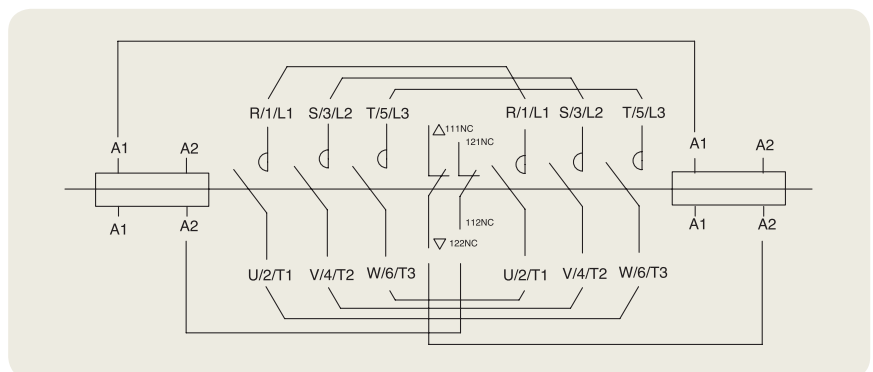 R/1/L1 S/3/L2 T/5/L3 R/1/L1 S/3/L2 T/5/L3
111NC
121NC
A1 A2 A1 A2
A1 A2 A1 A2
112NC
122NC
U/2/T1 V/4/T2 W/6/T3 U/2/T1 V/4/T2 W/6/T3